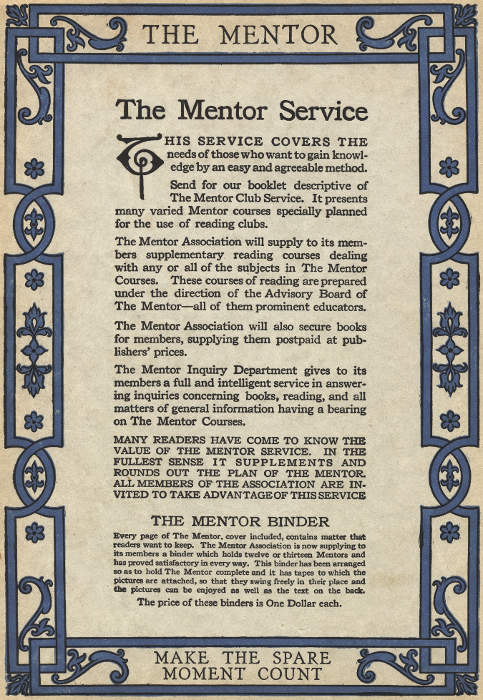 THE MENTOR
The Mentor Service
THIS SERVICE COVERS THE
needs of those who want to gain knowl-
edge by an easy and agreeable method.
Send for our booklet descriptive of
The Mentor Club Service. It presents
many varied Mentor courses specially planned
for the use of reading clubs.
The Mentor Association will supply to its mem-
bers supplementary reading courses dealing
with any or all of the subjects in The Mentor
Courses. These courses of reading are prepared
under the direction of the Advisory Board of
The Mentor—all of them prominent educators.
The Mentor Association will also secure books
for members, supplying them postpaid at pub-
lishers' prices.
The Mentor Inquiry Department gives to its
members a full and intelligent service in answer-
ing inquiries concerning books, reading, and all
matters of general information having a bearing
on The Mentor Courses.
MANY READERS HAVE COME TO KNOW THE
VALUE OF THE MENTOR SERVICE. IN THE
FULLEST SENSE IT SUPPLEMENTS AND
ROUNDS OUT THE PLAN OF THE MENTOR.
ALL MEMBERS OF THE ASSOCIATION ARE IN-
VITED TO TAKE ADVANTAGE OF THIS SERVICE
THE MENTOR BINDER
Every page of The Mentor, cover included, contains matter that
readers want to keep. The Mentor Association is now supplying to
its members a binder which holds twelve or thirteen Mentors and
has proved satisfactory in every way. This binder has been arranged
so as to hold The Mentor complete and it has tapes to which the
pictures are attached, so that they swing freely in their place and
the pictures can be enjoyed as well as the text on the back.
The price of these binders is One Dollar each.
MAKE THE SPARE
MOMENT COUNT